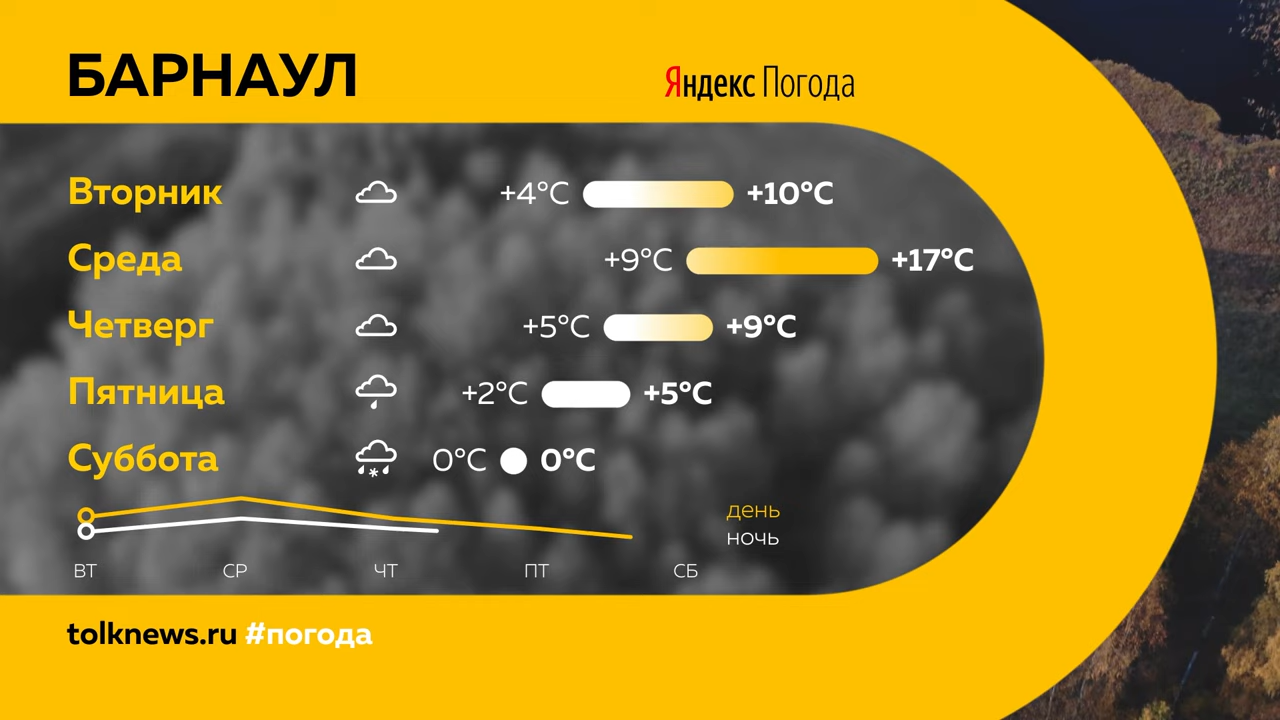 БАРНАУЛ
Яндекс Погода
Вторник +4°C +10°C
Среда +9°C +17°C
Четверг +5°C +9°C
Пятница +2°C +5°C
Суббота 0°C 0°C
день
ночь
ВТ СР ЧТ ПТ СБ
tolknews.ru #погода